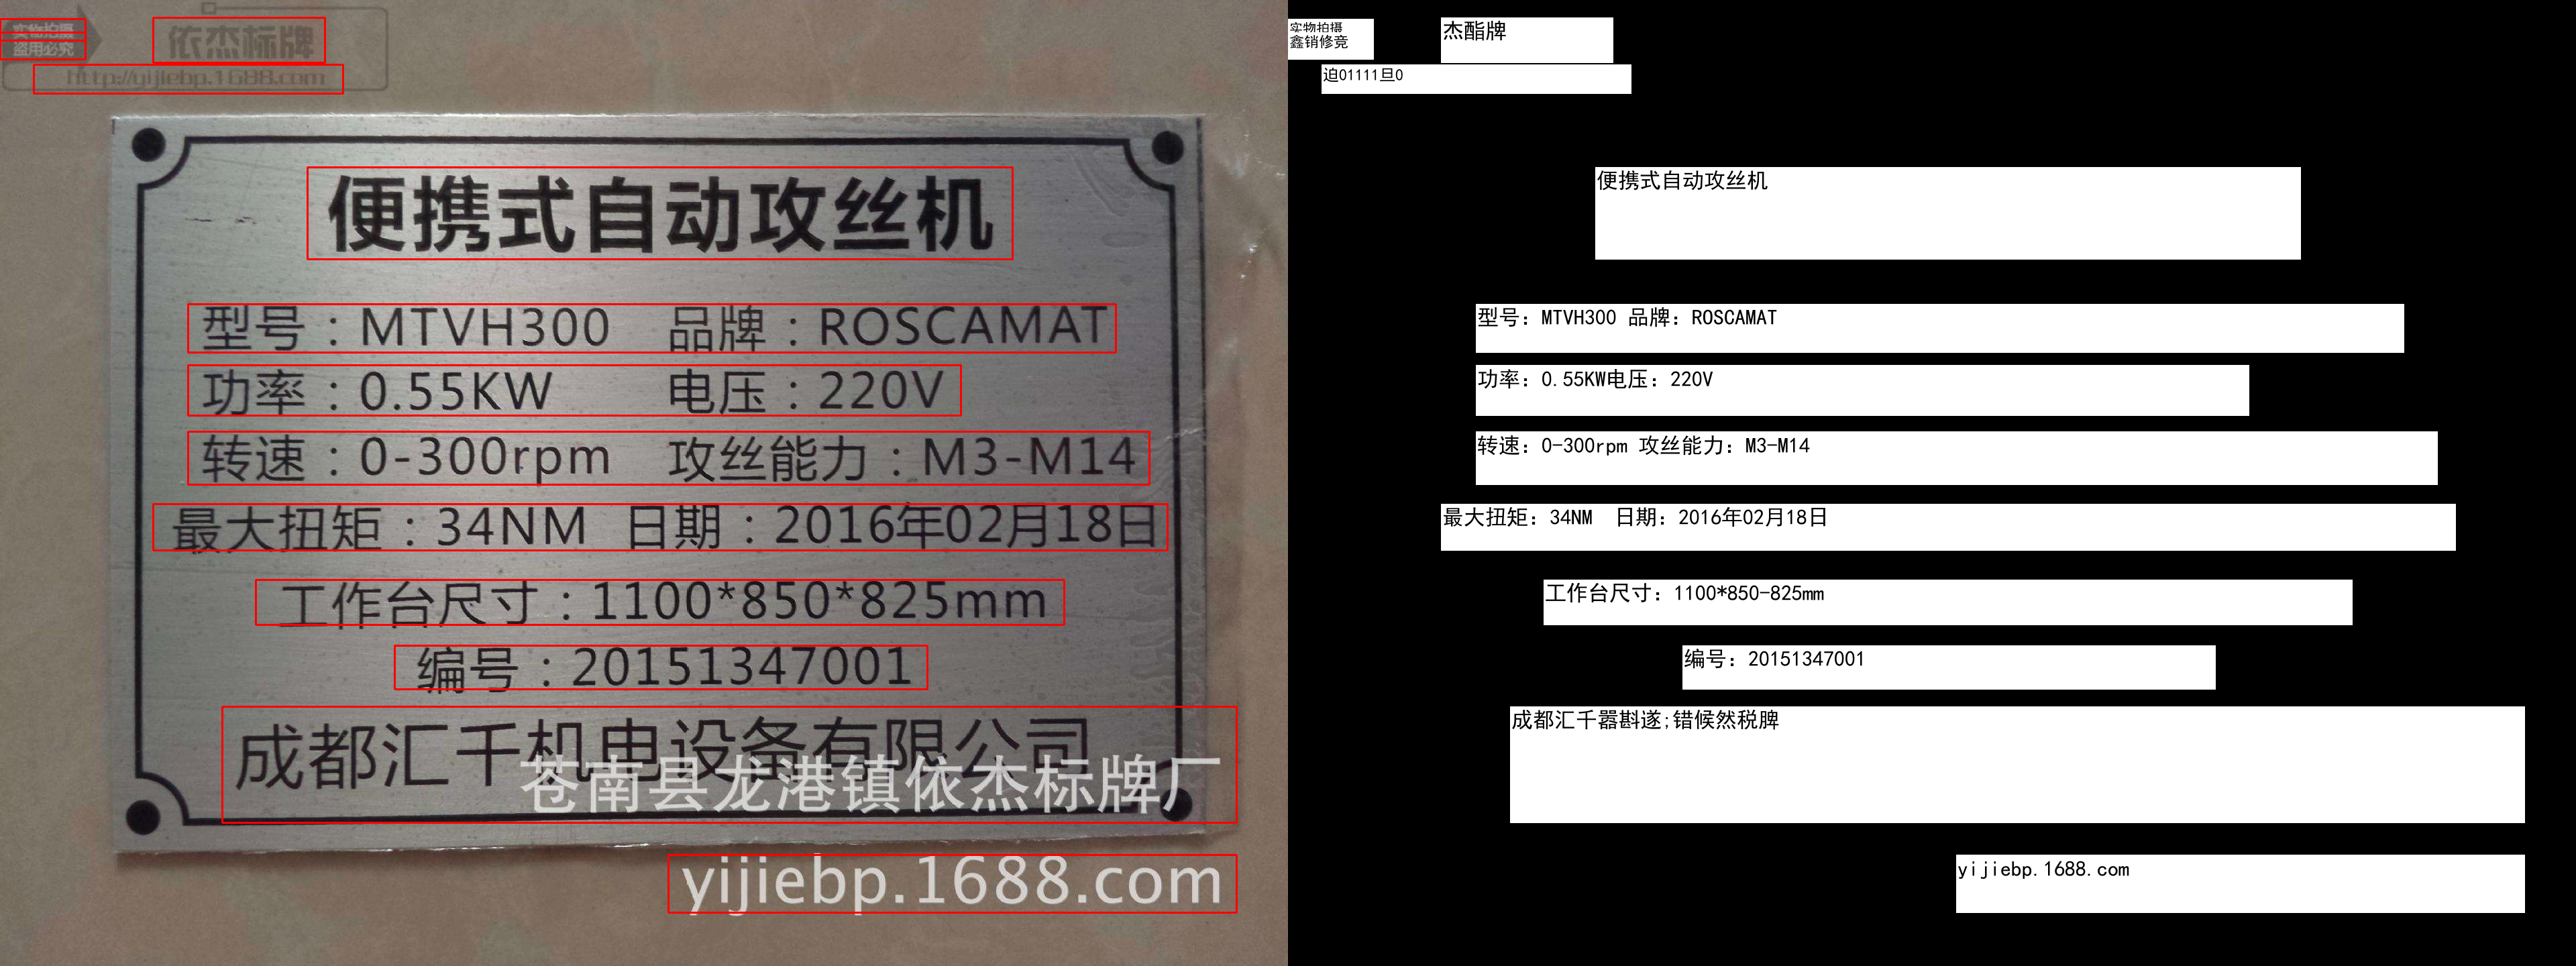 实物拍摄
盗用必究
依杰标牌
http://yijiebp.1688.com
便携式自动攻丝机
型号：MTVH300 品牌：ROSCAMAT
功率：0.55KW 电压：220V
转速：0-300rpm 攻丝能力：M3-M14
最大扭矩：34NM 日期：2016年02月18日
工作台尺寸：1100*850*825mm
编号：20151347001
成都汇千机电设备有限公司
苍南县龙港镇依杰标牌厂
yijiebp.1688.com
实物拍摄
鑫销修竞
杰酯牌
迫01111旦0
便携式自动攻丝机
型号：MTVH300 品牌：ROSCAMAT
功率：0.55KW电压：220V
转速：0-300rpm 攻丝能力：M3-M14
最大扭矩：34NM 日期：2016年02月18日
工作台尺寸：1100*850-825mm
编号：20151347001
成都汇千嚣斟遂;错候然税脾
yijiebp.1688.com